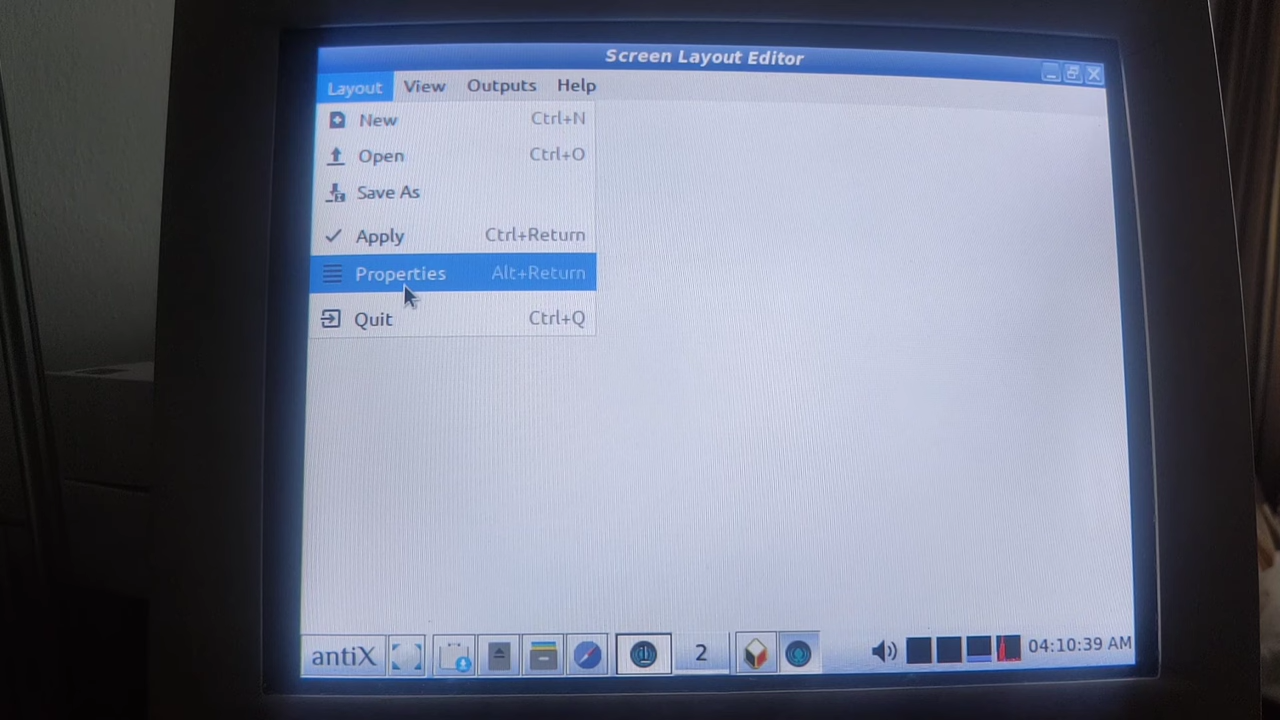 Screen Layout Editor
Layout View Outputs Help
New Ctrl+N
Open Ctrl+O
Save As
Apply Ctrl+Return
Properties Alt+Return
Quit Ctrl+Q
antiX 1 2 04:10:39 AM